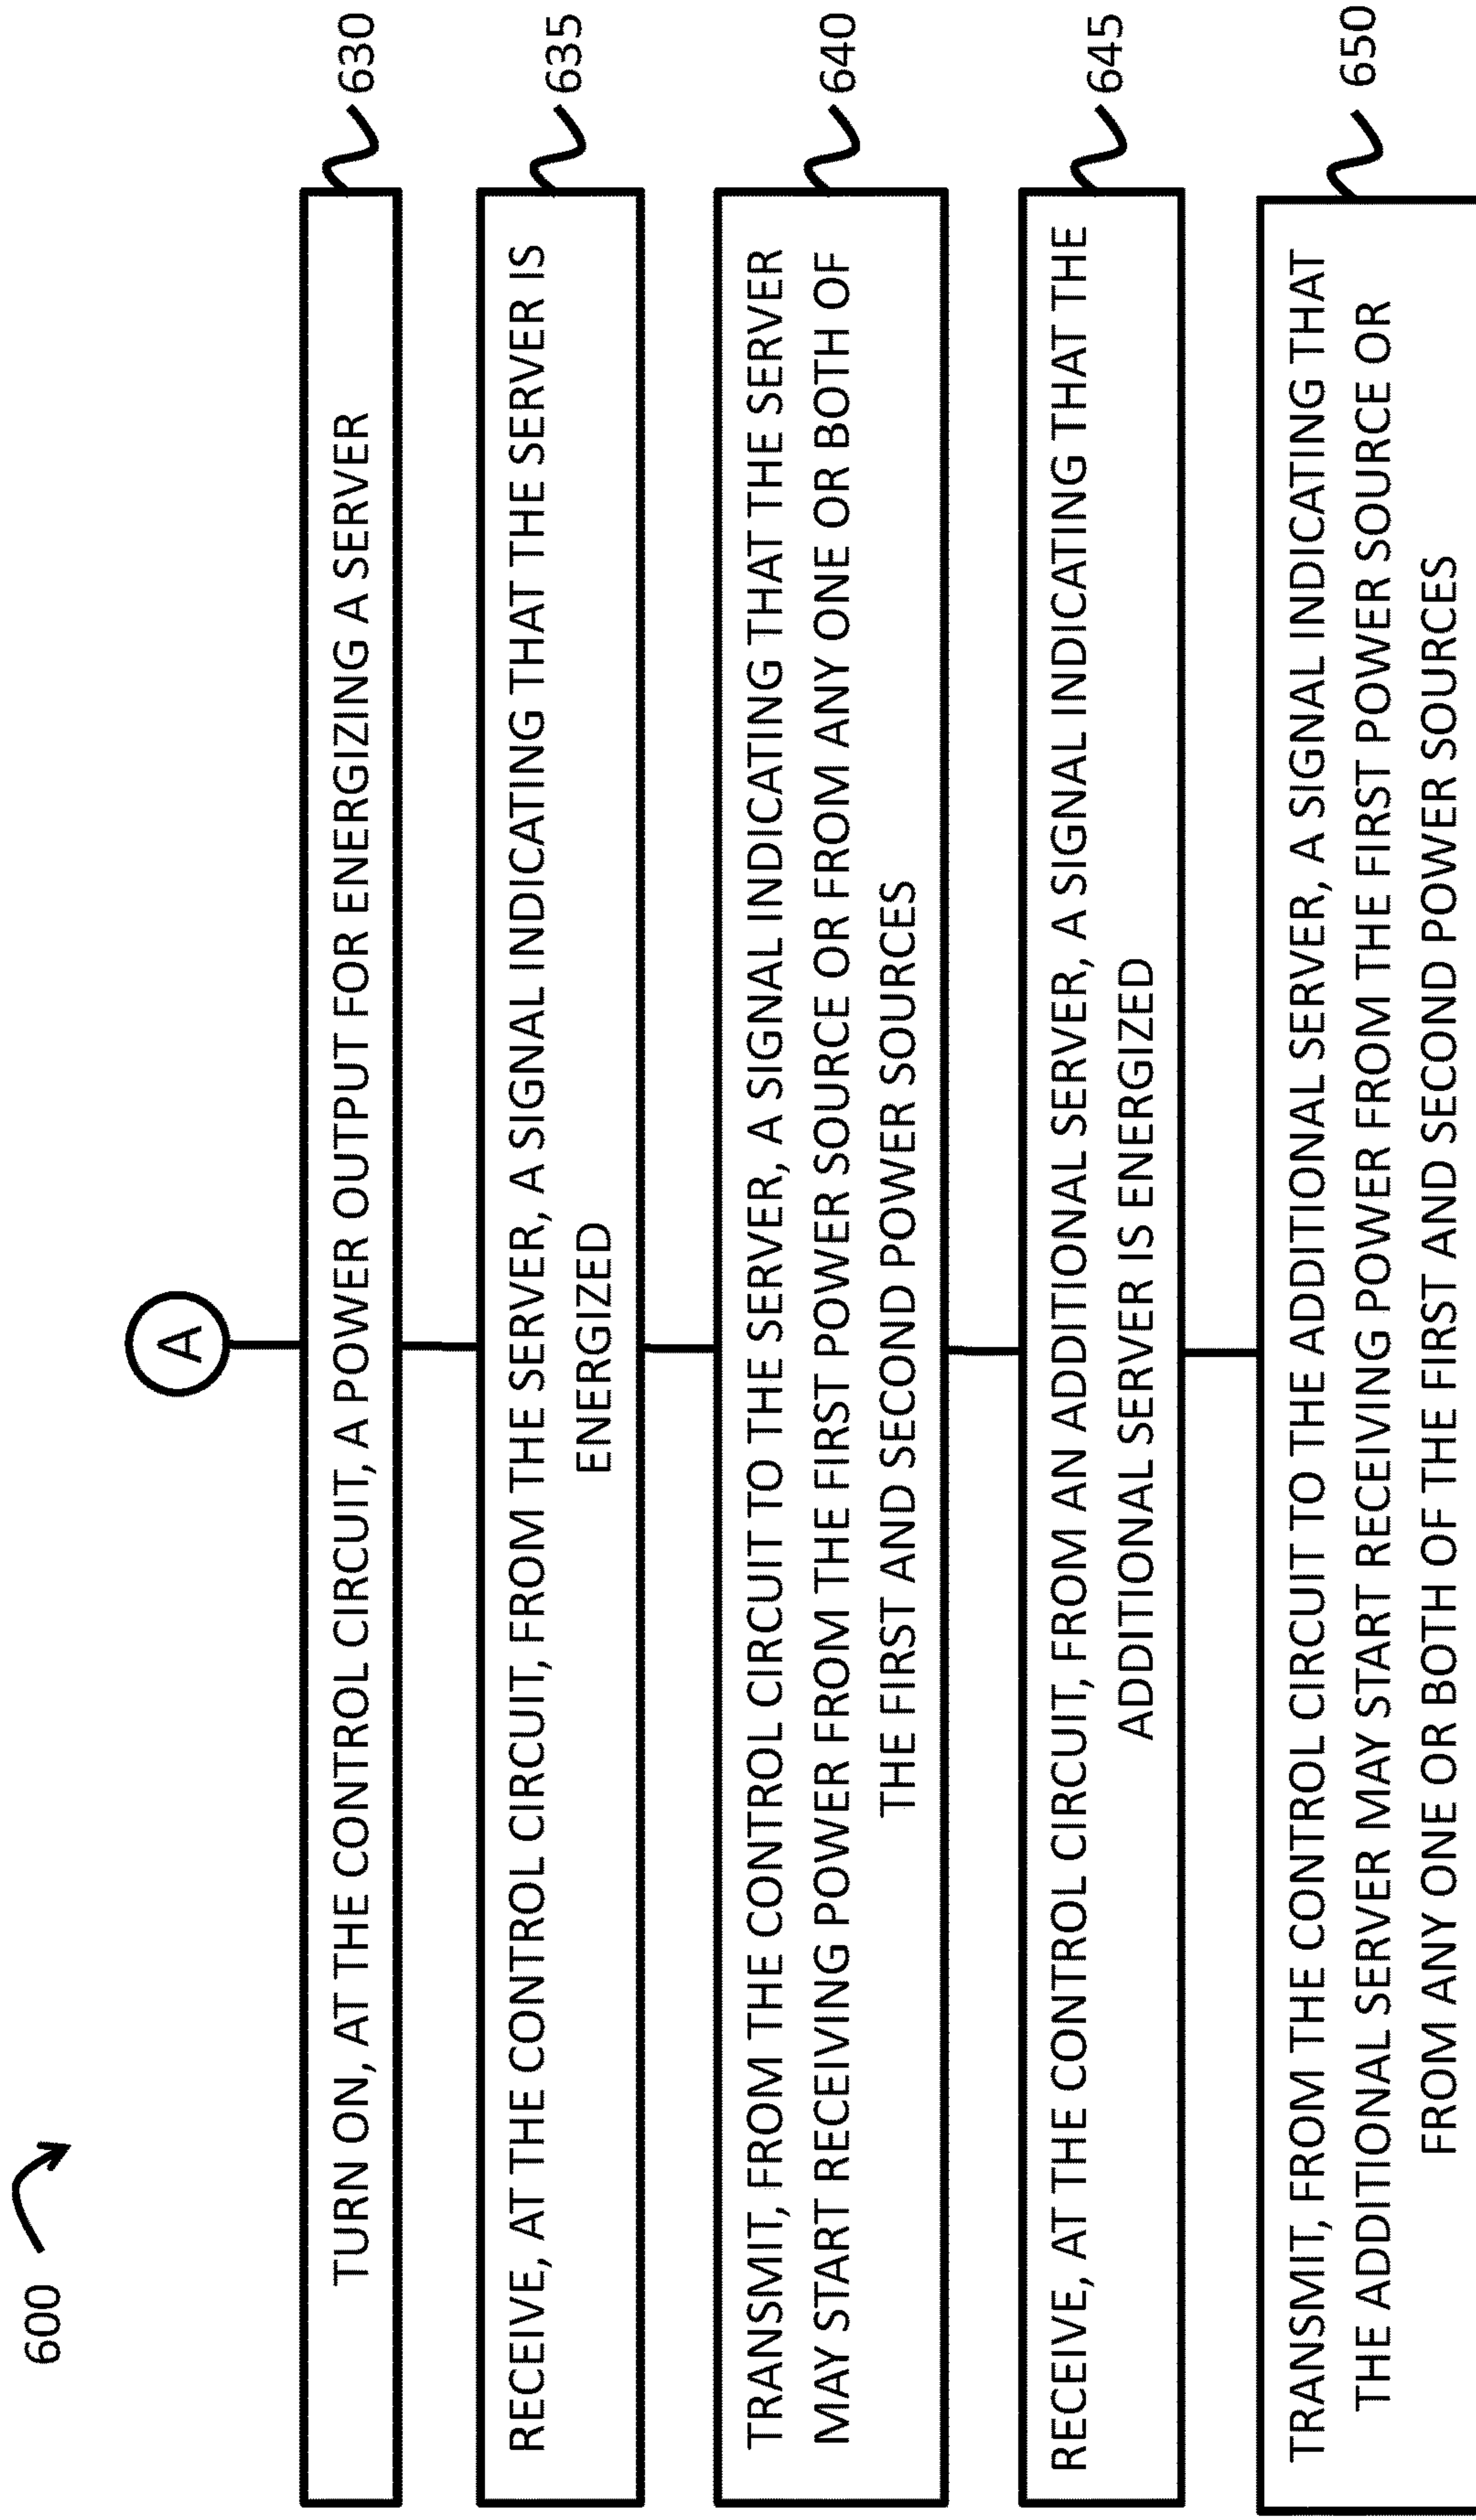 600
A
TURN ON, AT THE CONTROL CIRCUIT, A POWER OUTPUT FOR ENERGIZING A SERVER
630
RECEIVE, AT THE CONTROL CIRCUIT, FROM THE SERVER, A SIGNAL INDICATING THAT THE SERVER IS
ENERGIZED
635
TRANSMIT, FROM THE CONTROL CIRCUIT TO THE SERVER, A SIGNAL INDICATING THAT THE SERVER
MAY START RECEIVING POWER FROM THE FIRST POWER SOURCE OR FROM ANY ONE OR BOTH OF
THE FIRST AND SECOND POWER SOURCES
640
RECEIVE, AT THE CONTROL CIRCUIT, FROM AN ADDITIONAL SERVER, A SIGNAL INDICATING THAT THE
ADDITIONAL SERVER IS ENERGIZED
645
TRANSMIT, FROM THE CONTROL CIRCUIT TO THE ADDITIONAL SERVER, A SIGNAL INDICATING THAT
THE ADDITIONAL SERVER MAY START RECEIVING POWER FROM THE FIRST POWER SOURCE OR
FROM ANY ONE OR BOTH OF THE FIRST AND SECOND POWER SOURCES
650